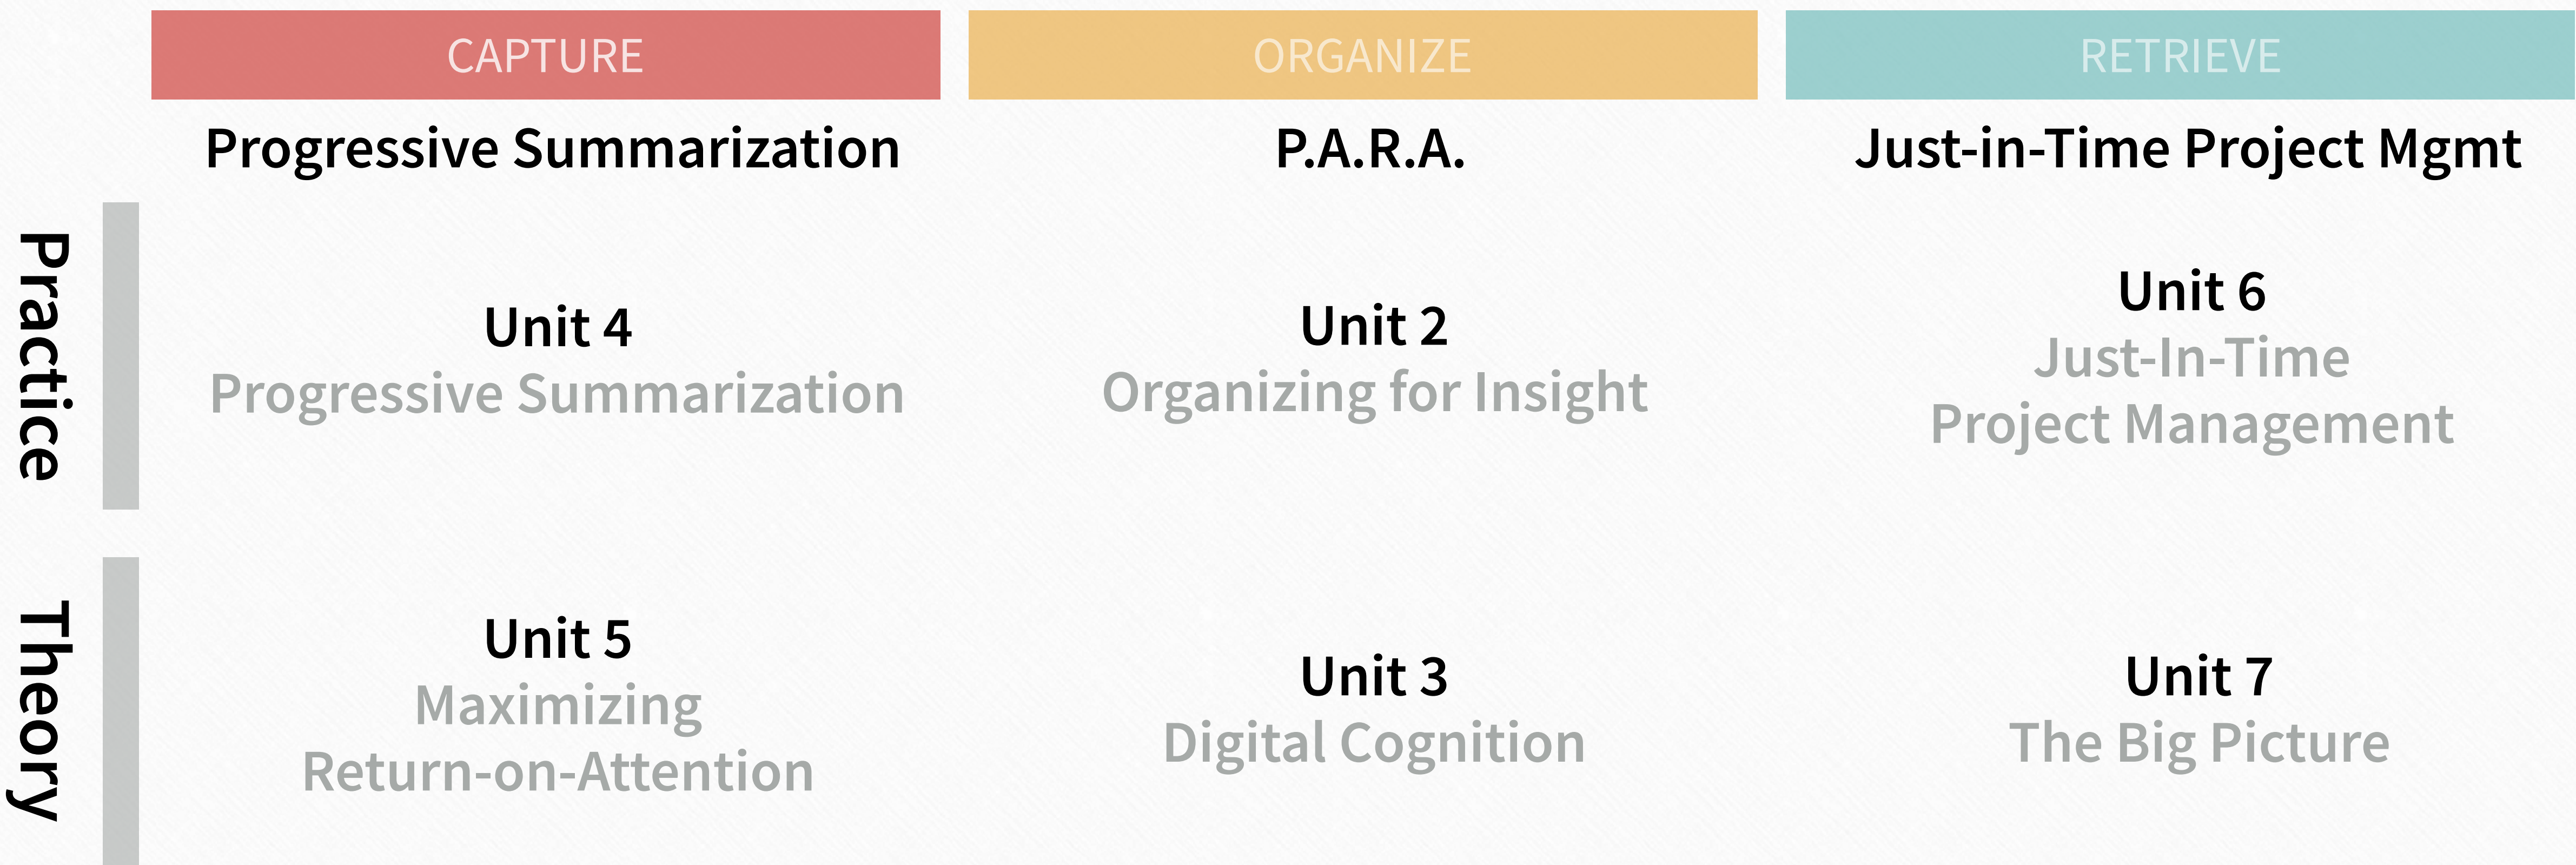 CAPTURE
ORGANIZE
RETRIEVE
Progressive Summarization
P.A.R.A.
Just-in-Time Project Mgmt
Practice
Unit 4
Progressive Summarization
Unit 2
Organizing for Insight
Unit 6
Just-In-Time
Project Management
Theory
Unit 5
Maximizing
Return-on-Attention
Unit 3
Digital Cognition
Unit 7
The Big Picture